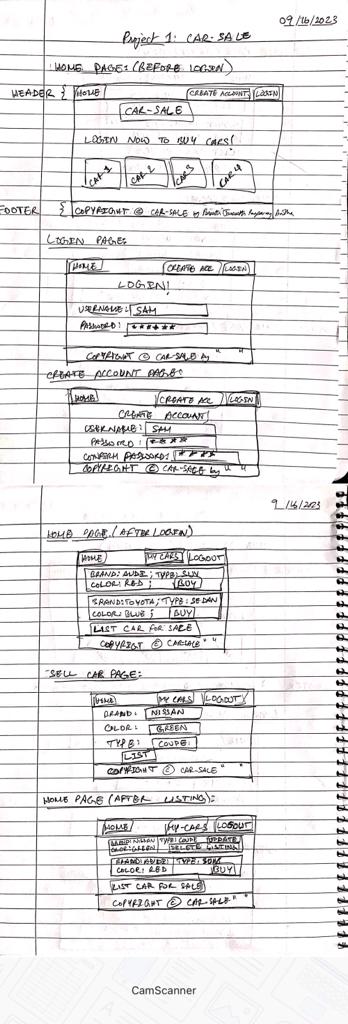 09/16/2023
Project 1: CAR-SALE
HOME PAGE: (BEFORE LOGIN)
HEADER { HOME CREATE ACCOUNT LOGIN
CAR-SALE
LOGIN NOW TO BUY CARS!
CAR 1 CAR 2 CAR 3 CAR 4
FOOTER { COPYRIGHT © CAR-SALE by
LOGIN PAGE:
HOME CREATE ACC LOGIN
LOGIN!
USERNAME: SAM
PASSWORD: ******
COPYRIGHT © CAR-SALE by " "
CREATE ACCOUNT PAGE:
HOME CREATE ACC LOGIN
CREATE ACCOUNT!
USERNAME: SAM
PASSWORD: ****
CONFIRM PASSWORD: ****
COPYRIGHT © CAR-SALE by " "
9/16/2023
HOME PAGE (AFTER LOGIN)
HOME MY CARS LOGOUT
BRAND: AUDI; TYPE: SUV
COLOR: RED; BUY
BRAND: TOYOTA; TYPE: SEDAN
COLOR: BLUE; BUY
LIST CAR FOR SALE
COPYRIGHT © CARSALE " "
SELL CAR PAGE:
HOME MY CARS LOGOUT
BRAND: NISSAN
COLOR: GREEN
TYPE: COUPE
LIST
COPYRIGHT © CAR-SALE " "
HOME PAGE (AFTER LISTING):
HOME MY-CARS LOGOUT
BRAND: NISSAN TYPE: COUPE UPDATE
COLOR: GREEN DELETE LISTING
BRAND: AUDI TYPE: SUV
COLOR: RED BUY
LIST CAR FOR SALE
COPYRIGHT © CAR-SALE " "
CamScanner